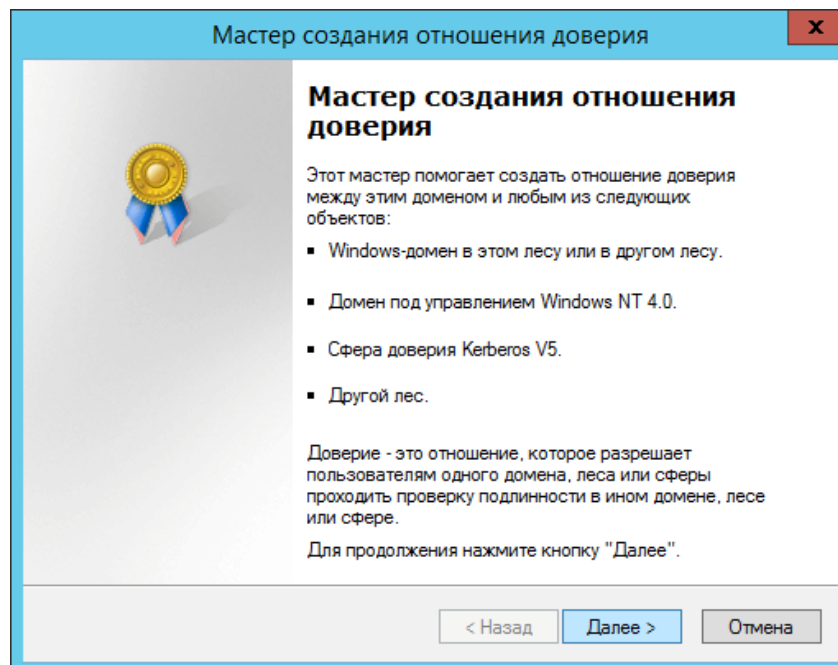 Мастер создания отношения доверия
x
Мастер создания отношения
доверия
Этот мастер помогает создать отношение доверия
между этим доменом и любым из следующих
объектов:
▪ Windows-домен в этом лесу или в другом лесу.
▪ Домен под управлением Windows NT 4.0.
▪ Сфера доверия Kerberos V5.
▪ Другой лес.
Доверие - это отношение, которое разрешает
пользователям одного домена, леса или сферы
проходить проверку подлинности в ином домене, лесе
или сфере.
Для продолжения нажмите кнопку "Далее".
< Назад
Далее >
Отмена